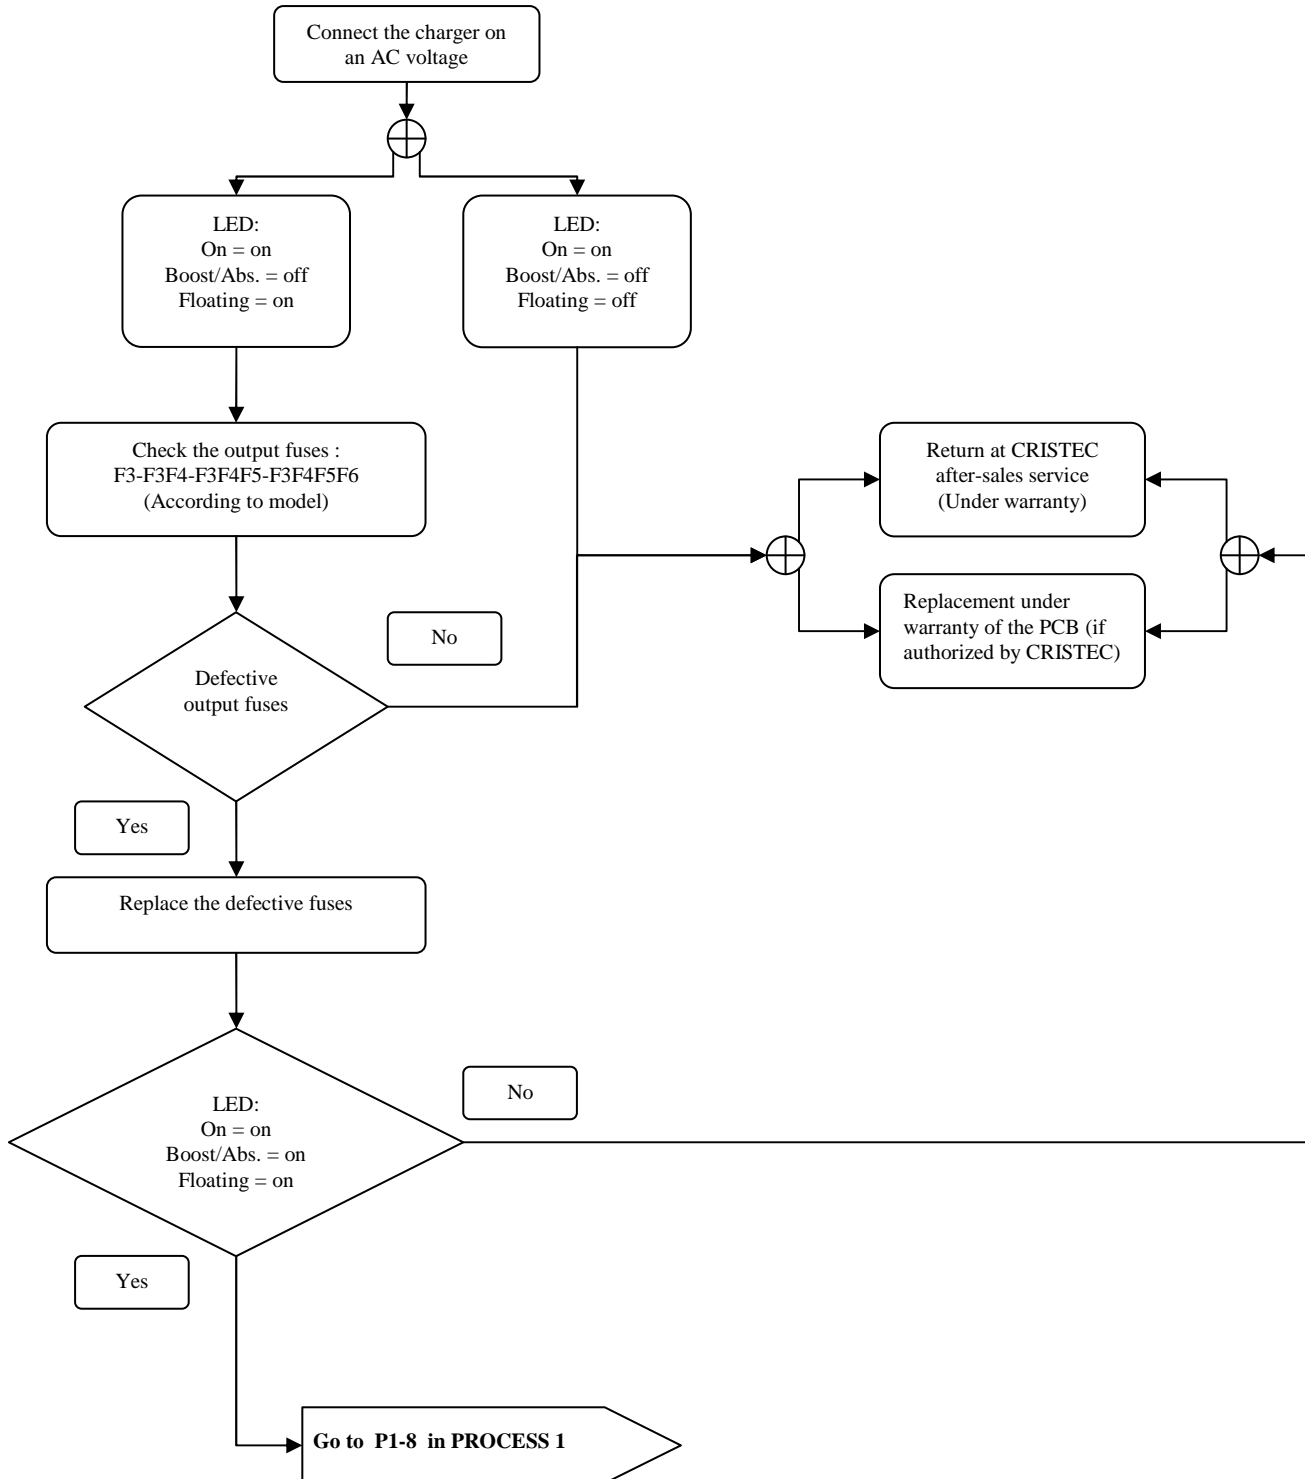 Connect the charger on
an AC voltage
LED:
On = on
Boost/Abs. = off
Floating = on
LED:
On = on
Boost/Abs. = off
Floating = off
Check the output fuses :
F3-F3F4-F3F4F5-F3F4F5F6
(According to model)
Return at CRISTEC
after-sales service
(Under warranty)
Replacement under
warranty of the PCB (if
authorized by CRISTEC)
No
Defective
output fuses
Yes
Replace the defective fuses
No
LED:
On = on
Boost/Abs. = on
Floating = on
Yes
Go to P1-8 in PROCESS 1